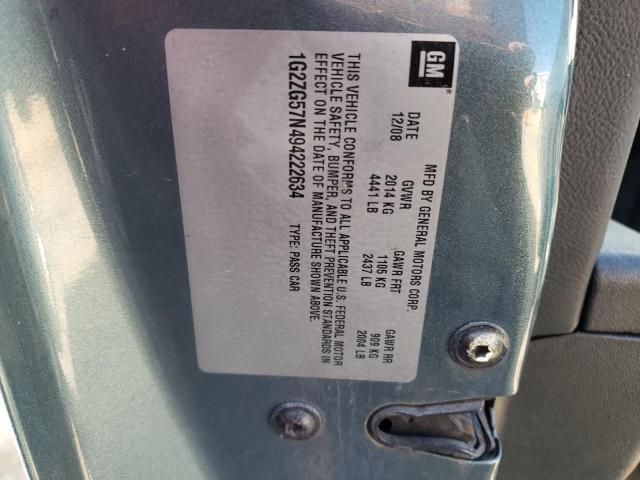 GM
MFD BY GENERAL MOTORS CORP.
DATE GVWR GAWR FRT GAWR RR
12/08 2014 KG 1105 KG 909 KG
4441 LB 2437 LB 2004 LB
THIS VEHICLE CONFORMS TO ALL APPLICABLE U.S. FEDERAL MOTOR
VEHICLE SAFETY, BUMPER, AND THEFT PREVENTION STANDARDS IN
EFFECT ON THE DATE OF MANUFACTURE SHOWN ABOVE.
1G2ZG57N494222634 TYPE: PASS CAR